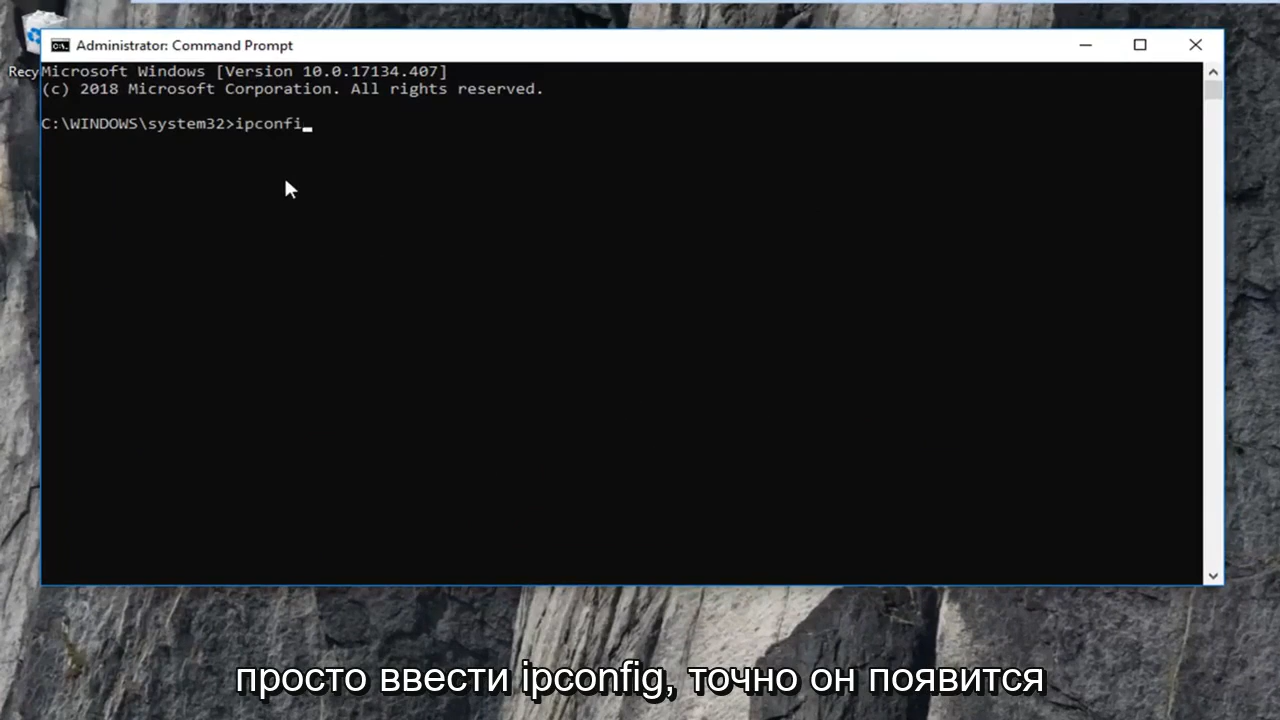 Administrator: Command Prompt
Recy
Microsoft Windows [Version 10.0.17134.407]
(c) 2018 Microsoft Corporation. All rights reserved.
C:\WINDOWS\system32>ipconfi_
просто ввести ipconfig, точно он появится